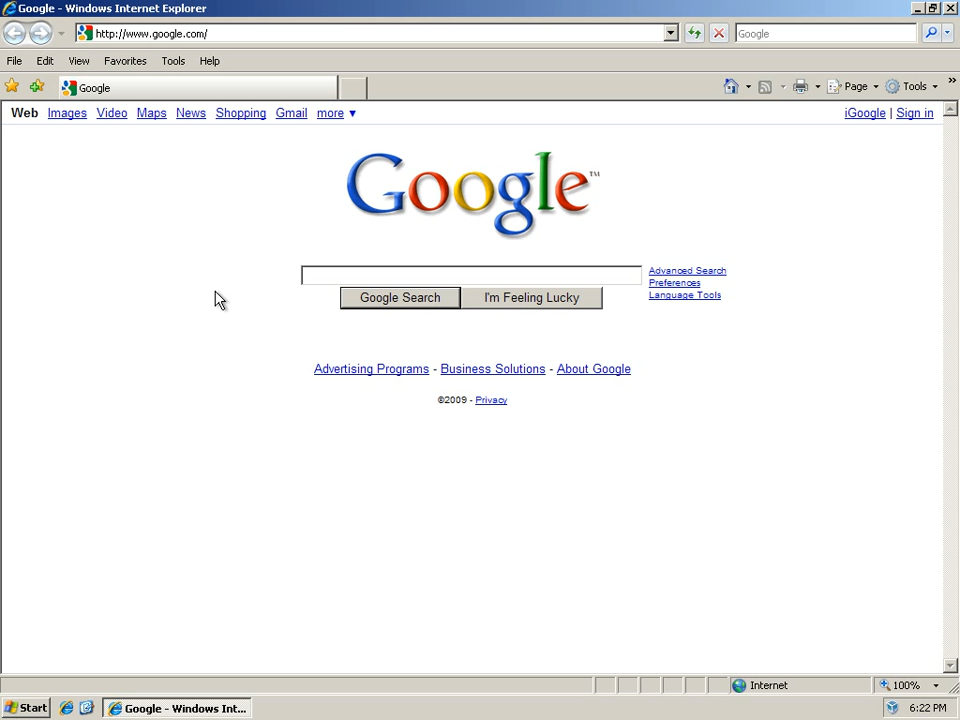 Google - Windows Internet Explorer
http://www.google.com/
Google
File Edit View Favorites Tools Help
Google
Page Tools
Web Images Video Maps News Shopping Gmail more ▼
iGoogle | Sign in
Google™
Advanced Search
Preferences
Language Tools
Google Search I'm Feeling Lucky
Advertising Programs - Business Solutions - About Google
©2009 - Privacy
Internet
100%
Start
Google - Windows Int...
6:22 PM